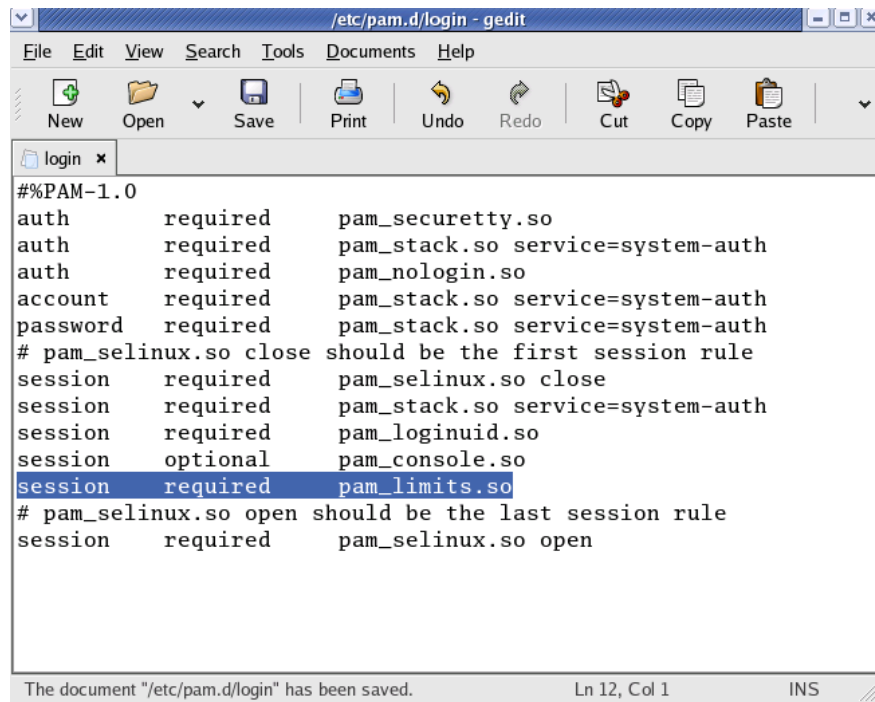 /etc/pam.d/login - gedit
File Edit View Search Tools Documents Help
New Open Save Print Undo Redo Cut Copy Paste
login
#%PAM-1.0
auth required pam_securetty.so
auth required pam_stack.so service=system-auth
auth required pam_nologin.so
account required pam_stack.so service=system-auth
password required pam_stack.so service=system-auth
# pam_selinux.so close should be the first session rule
session required pam_selinux.so close
session required pam_stack.so service=system-auth
session required pam_loginuid.so
session optional pam_console.so
session required pam_limits.so
# pam_selinux.so open should be the last session rule
session required pam_selinux.so open
The document "/etc/pam.d/login" has been saved. Ln 12, Col 1 INS